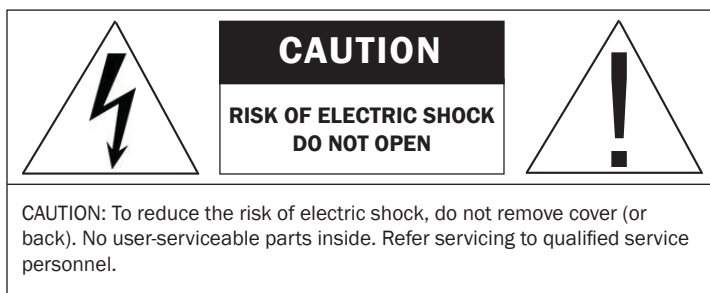 CAUTION
RISK OF ELECTRIC SHOCK
DO NOT OPEN
!
CAUTION: To reduce the risk of electric shock, do not remove cover (or
back). No user-serviceable parts inside. Refer servicing to qualified service
personnel.